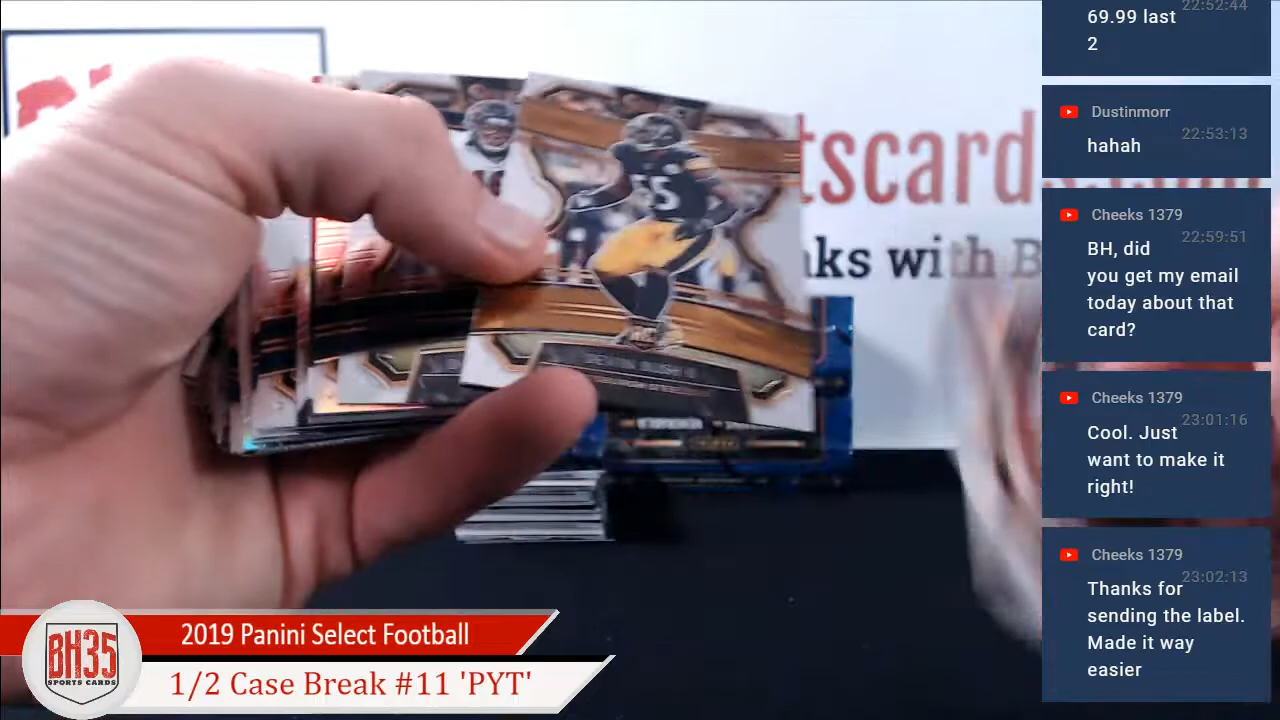 22:52:44
69.99 last
2
Dustinmorr
22:53:13
hahah
Cheeks 1379
22:59:51
BH, did
you get my email
today about that
card?
Cheeks 1379
23:01:16
Cool. Just
want to make it
right!
Cheeks 1379
23:02:13
Thanks for
sending the label.
Made it way
easier
tscard
aks with B
55
2019 Panini Select Football
1/2 Case Break #11 'PYT'
BH35
SPORTS CARDS